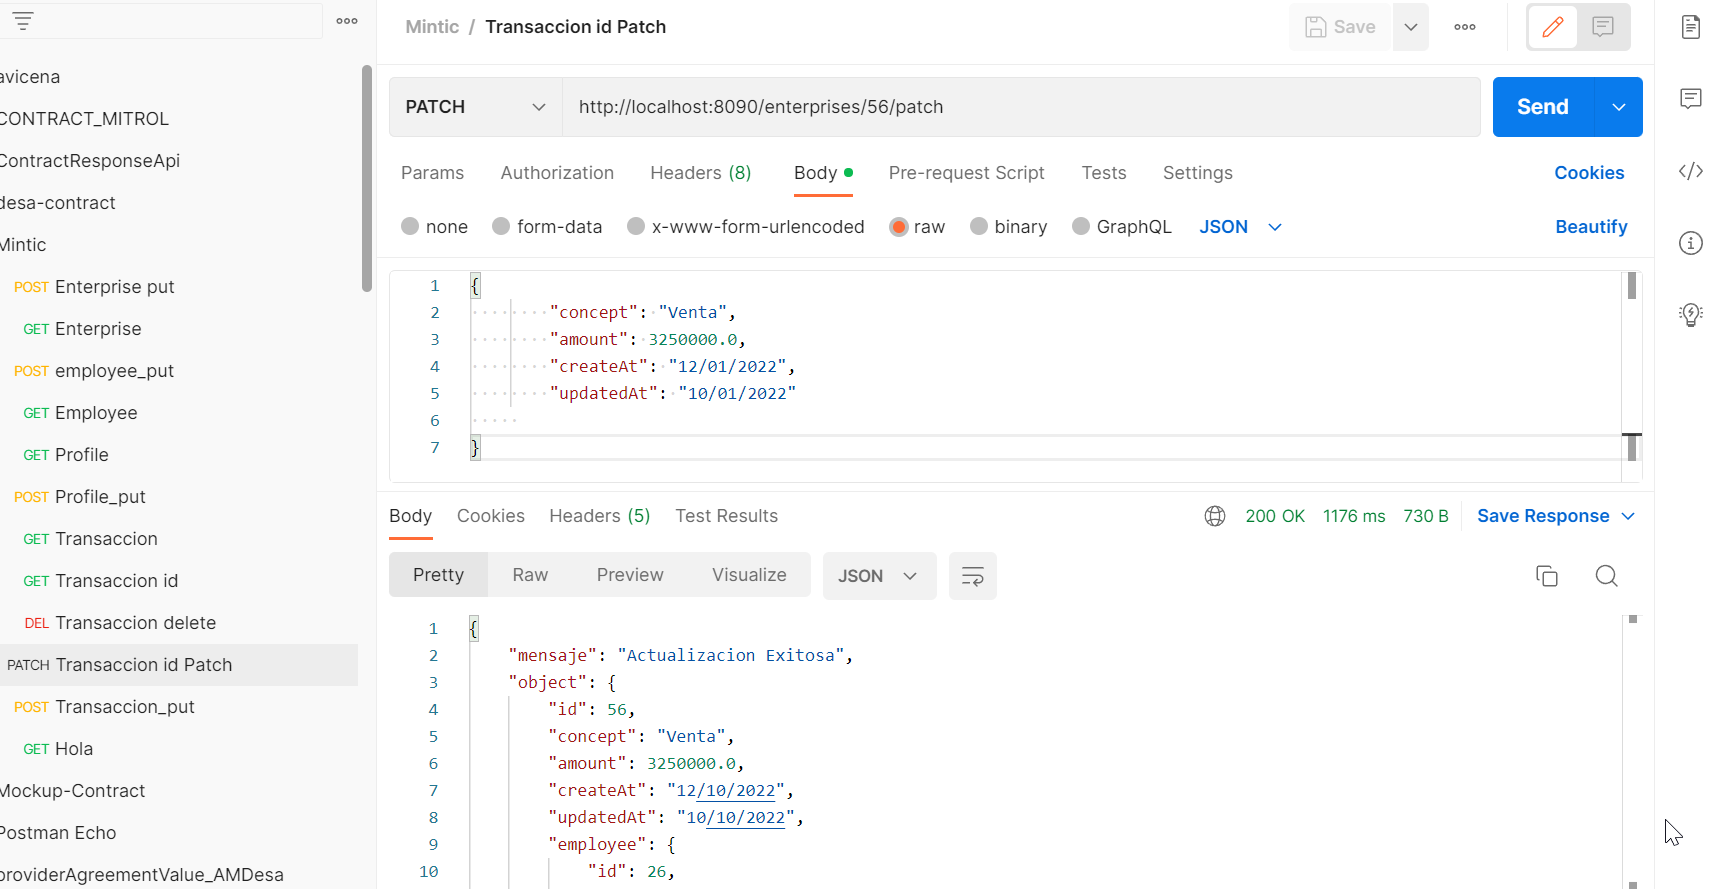 avicena
CONTRACT_MITROL
ContractResponseApi
desa-contract
Mintic
POST Enterprise put
GET Enterprise
POST employee_put
GET Employee
GET Profile
POST Profile_put
GET Transaccion
GET Transaccion id
DEL Transaccion delete
PATCH Transaccion id Patch
POST Transaccion_put
GET Hola
Mockup-Contract
Postman Echo
providerAgreementValue_AMDesa
Mintic / Transaccion id Patch
Save
PATCH http://localhost:8090/enterprises/56/patch Send
Params Authorization Headers (8) Body Pre-request Script Tests Settings Cookies
none form-data x-www-form-urlencoded raw binary GraphQL JSON Beautify
1 {
2 "concept": "Venta",
3 "amount": 3250000.0,
4 "createAt": "12/01/2022",
5 "updatedAt": "10/01/2022"
6
7 }
Body Cookies Headers (5) Test Results 200 OK 1176 ms 730 B Save Response
Pretty Raw Preview Visualize JSON
1 {
2 "mensaje": "Actualizacion Exitosa",
3 "object": {
4 "id": 56,
5 "concept": "Venta",
6 "amount": 3250000.0,
7 "createAt": "12/10/2022",
8 "updatedAt": "10/10/2022",
9 "employee": {
10 "id": 26,